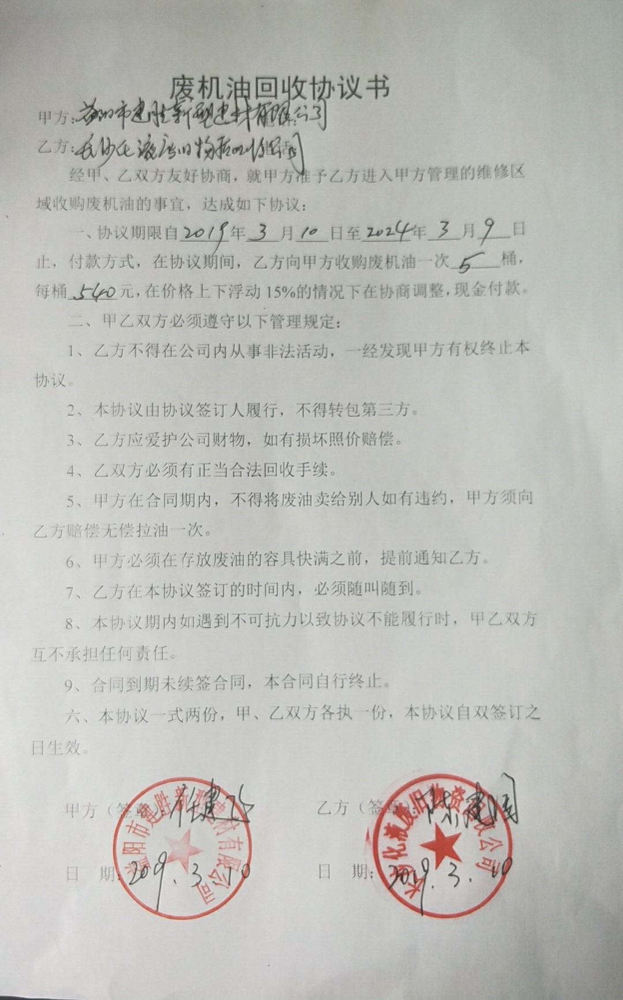 废机油回收协议书
甲方:益阳市建胜新型建材有限公司
乙方:长沙化液废旧物资回收公司
经甲、乙双方友好协商，就甲方准予乙方进入甲方管理的维修区
域收购废机油的事宜，达成如下协议：
一、协议期限自2019年3月10日至2024年3月9日
止，付款方式，在协议期间，乙方向甲方收购废机油一次5桶，
每桶540元,在价格上下浮动15%的情况下在协商调整,现金付款。
二、甲乙双方必须遵守以下管理规定：
1、乙方不得在公司内从事非法活动，一经发现甲方有权终止本
协议。
2、本协议由协议签订人履行，不得转包第三方。
3、乙方应爱护公司财物，如有损坏照价赔偿。
4、乙双方必须有正当合法回收手续。
5、甲方在合同期内，不得将废油卖给别人如有违约，甲方须向
乙方赔偿无偿拉油一次。
6、甲方必须在存放废油的容具快满之前，提前通知乙方。
7、乙方在本协议签订的时间内，必须随叫随到。
8、本协议期内如遇到不可抗力以致协议不能履行时，甲乙双方
互不承担任何责任。
9、合同到期未续签合同，本合同自行终止。
六、本协议一式两份，甲、乙双方各执一份，本协议自双签订之
日生效。
甲方（签章）: 乙方（签章）:陈建国
益阳市建胜新型建材有限公司
日 期:2019.3.10 日 期:2019.3.10